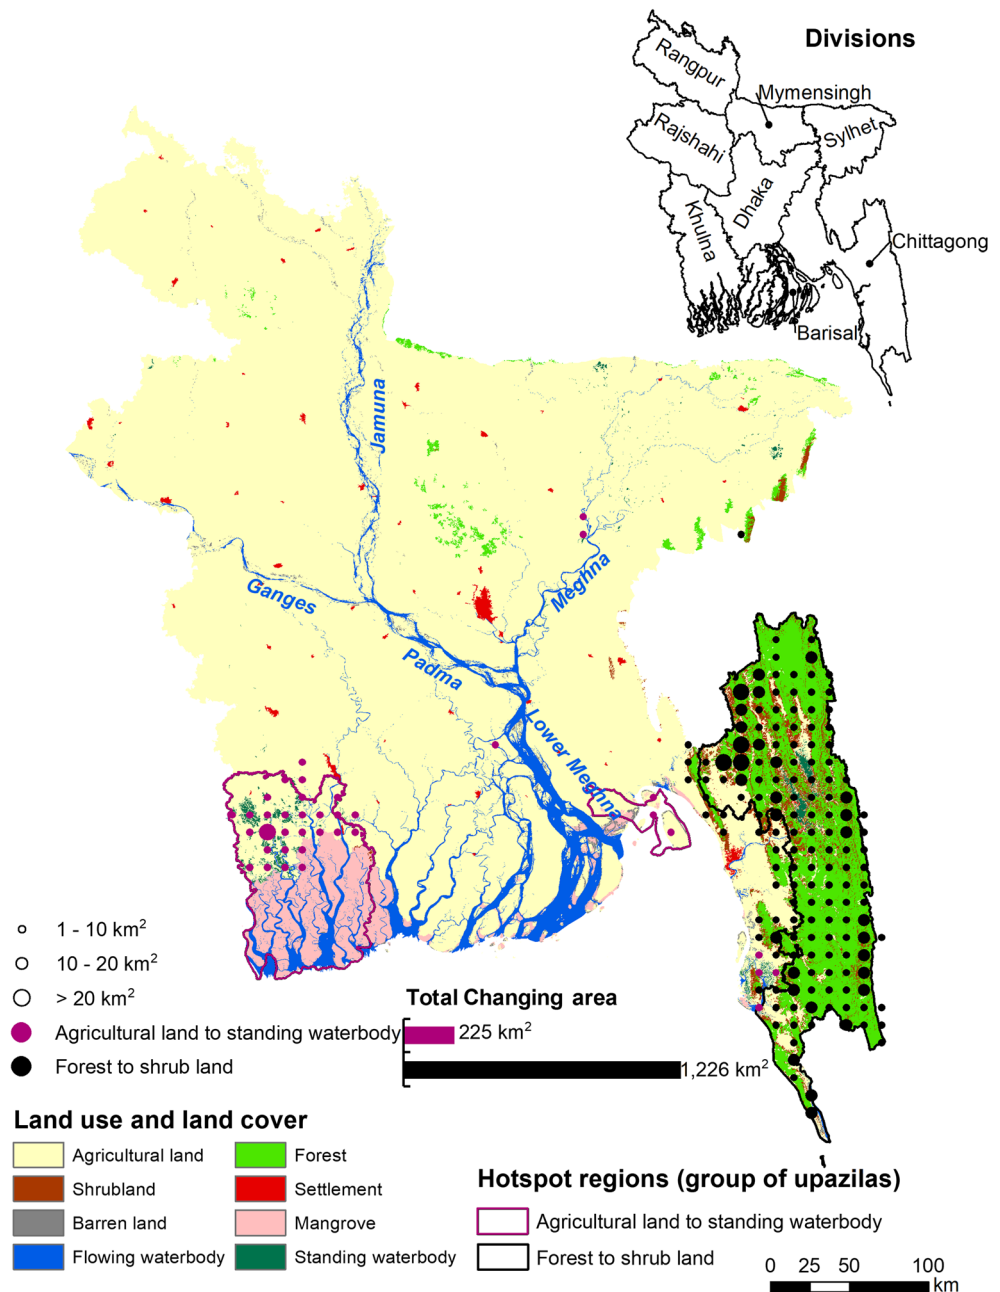 Divisions
Rangpur
Mymensingh
Rajshahi
Sylhet
Dhaka
Khulna
Chittagong
Barisal
Jamuna
Ganges
Meghna
Padma
Lower Meghna
1 - 10 km²
10 - 20 km²
> 20 km²
Agricultural land to standing waterbody
Forest to shrub land
Total Changing area
225 km²
1,226 km²
Land use and land cover
Agricultural land
Forest
Shrubland
Settlement
Barren land
Mangrove
Flowing waterbody
Standing waterbody
Hotspot regions (group of upazilas)
Agricultural land to standing waterbody
Forest to shrub land
0 25 50 100
km